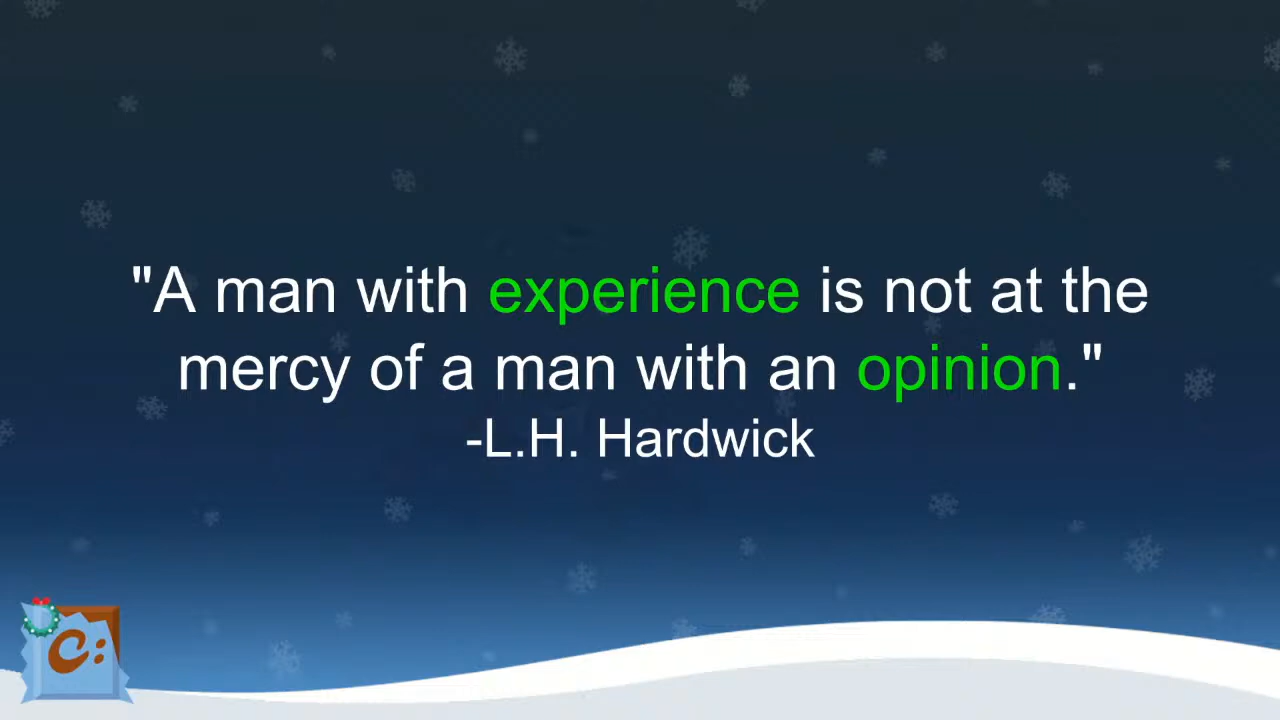 "A man with experience is not at the
mercy of a man with an opinion."
-L.H. Hardwick
C: